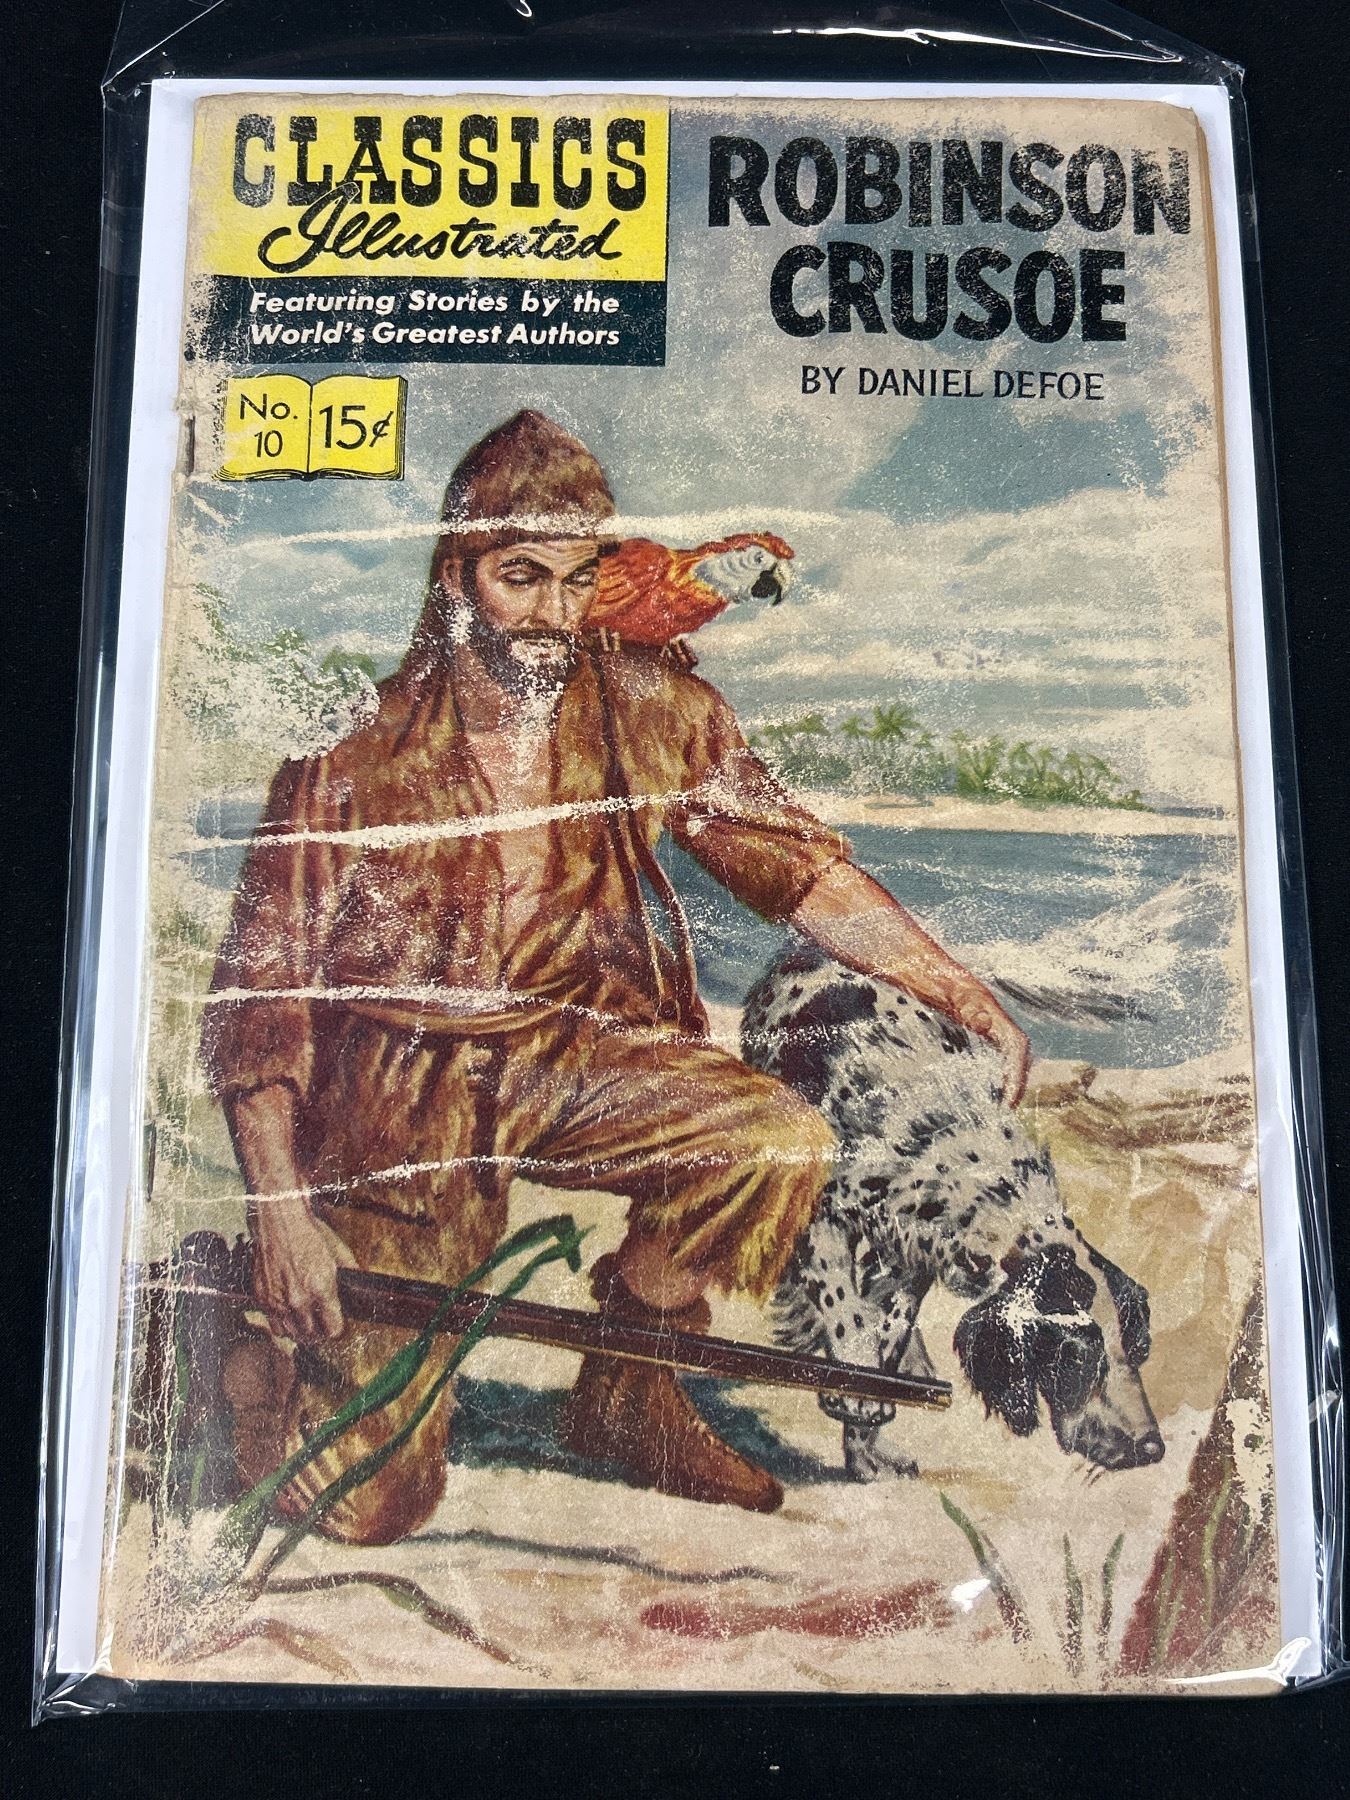 CLASSICS
Illustrated
Featuring Stories by the
World's Greatest Authors
No.
10
15¢
ROBINSON
CRUSOE
BY DANIEL DEFOE